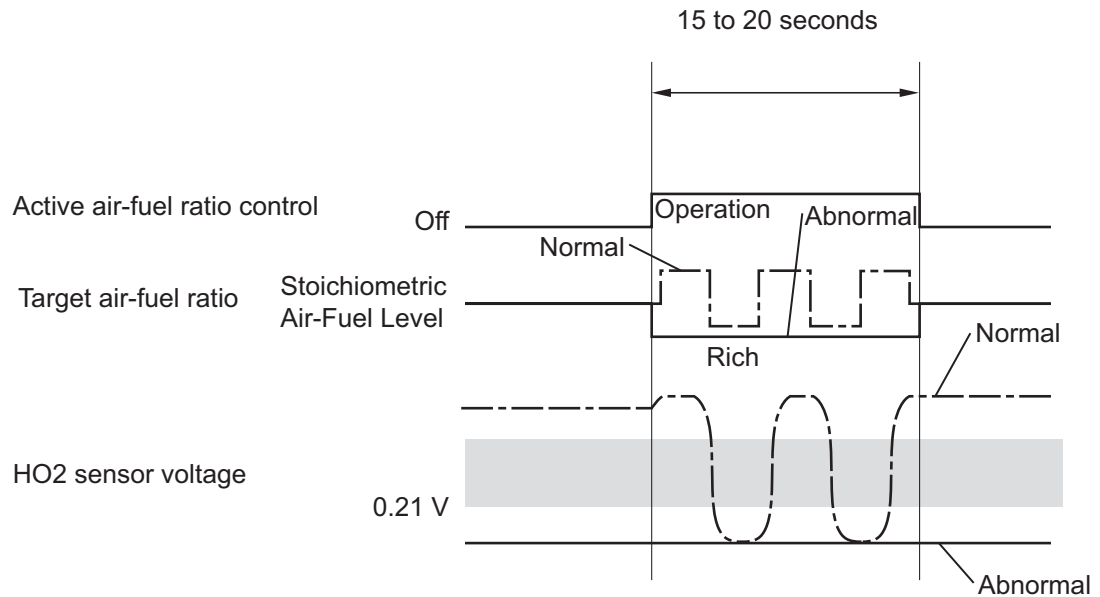 15 to 20 seconds
Active air-fuel ratio control
Off
Operation
Abnormal
Normal
Target air-fuel ratio
Stoichiometric
Air-Fuel Level
Rich
Normal
HO2 sensor voltage
0.21 V
Abnormal